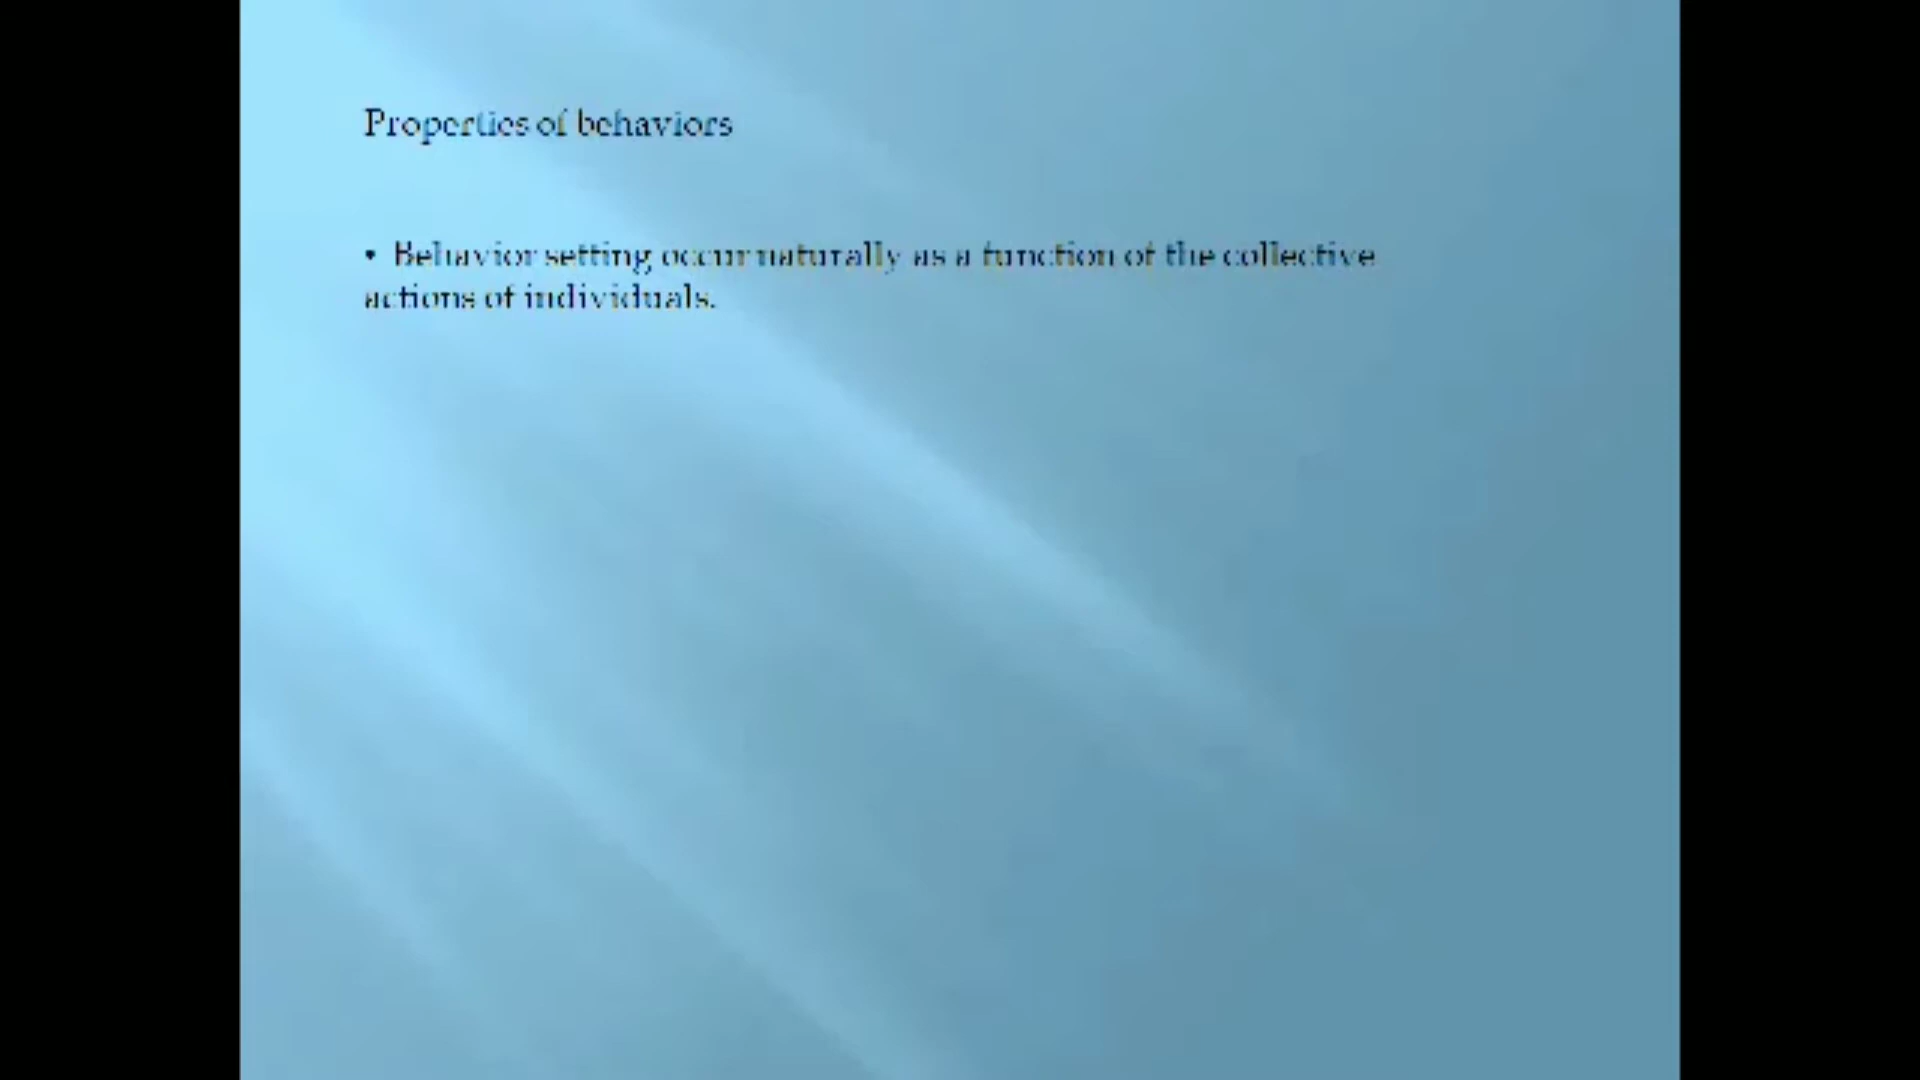 Properties of behaviors
• Behavior setting occur naturally as a function of the collective
actions of individuals.